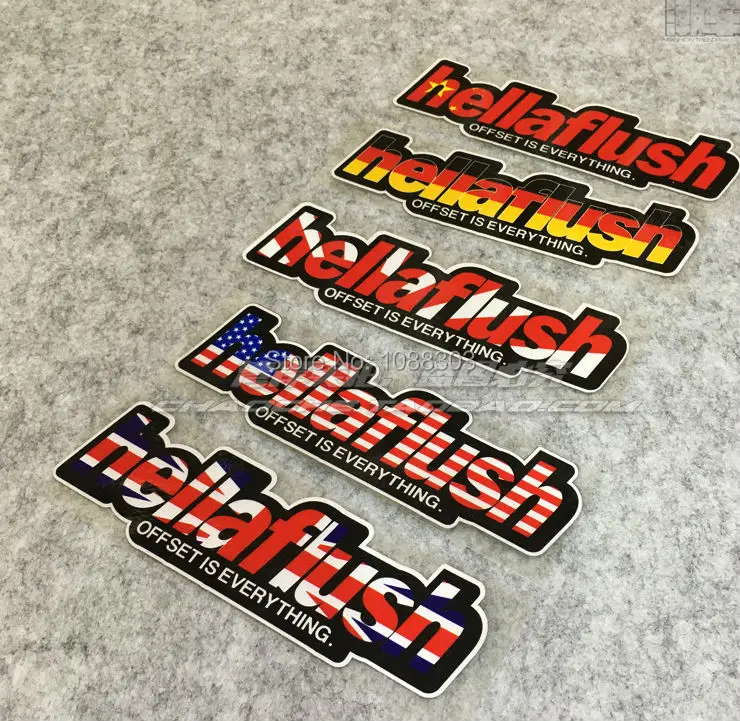 hellaflush
OFFSET IS EVERYTHING.
hellaflush
OFFSET IS EVERYTHING.
hellaflush
OFFSET IS EVERYTHING.
hellaflush
OFFSET IS EVERYTHING.
Store No: 1088303
hellaflush
OFFSET IS EVERYTHING.